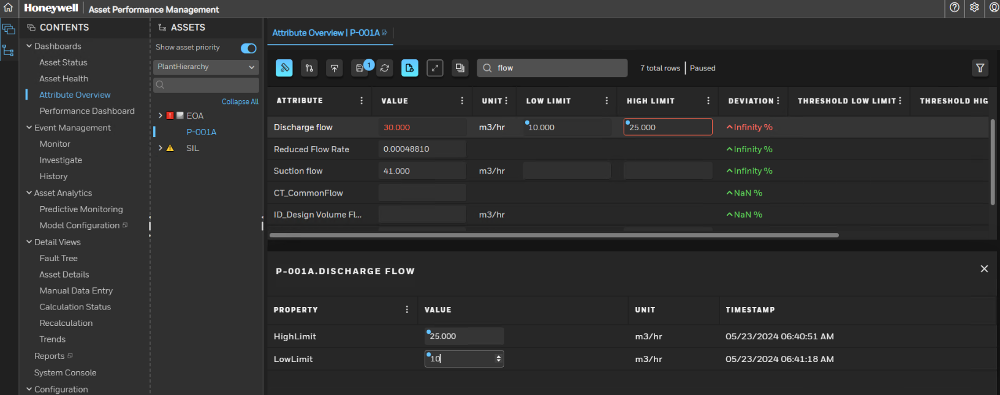 Honeywell | Asset Performance Management
CONTENTS
Dashboards
Asset Status
Asset Health
Attribute Overview
Performance Dashboard
Event Management
Monitor
Investigate
History
Asset Analytics
Predictive Monitoring
Model Configuration
Detail Views
Fault Tree
Asset Details
Manual Data Entry
Calculation Status
Recalculation
Trends
Reports
System Console
Configuration
ASSETS
Show asset priority
PlantHierarchy
Collapse All
EOA
P-001A
SIL
Attribute Overview | P-001A
1
flow
7 total rows | Paused
ATTRIBUTE VALUE UNIT LOW LIMIT HIGH LIMIT DEVIATION THRESHOLD LOW LIMIT THRESHOLD HIG
Discharge flow 30.000 m3/hr 10.000 25.000 Infinity %
Reduced Flow Rate 0.00048810 Infinity %
Suction flow 41.000 m3/hr Infinity %
CT_CommonFlow NaN %
ID_Design Volume Fl... m3/hr NaN %
P-001A.DISCHARGE FLOW
PROPERTY VALUE UNIT TIMESTAMP
HighLimit 25.000 m3/hr 05/23/2024 06:40:51 AM
LowLimit 10 m3/hr 05/23/2024 06:41:18 AM